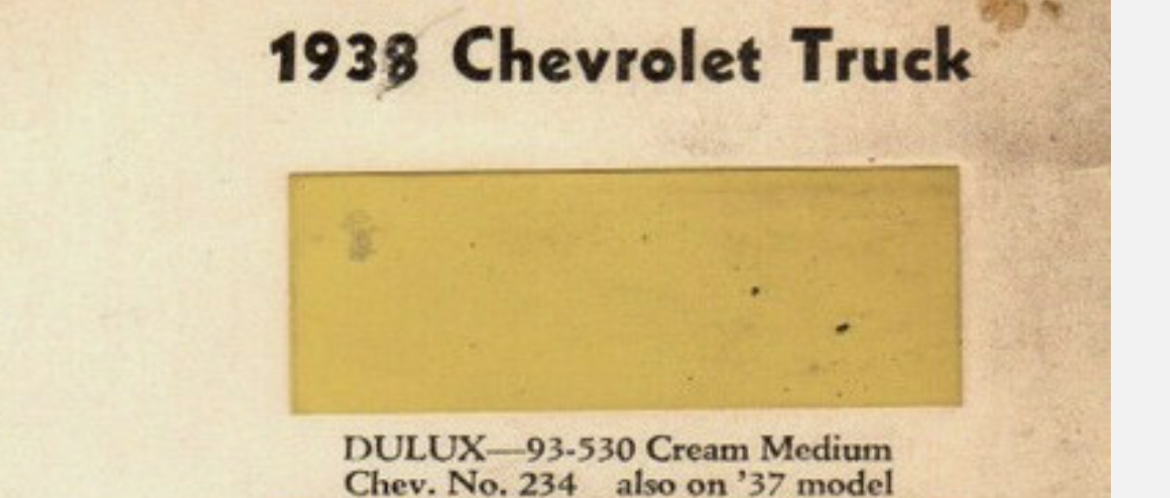 1938 Chevrolet Truck
DULUX—93-530 Cream Medium
Chev. No. 234 also on '37 model